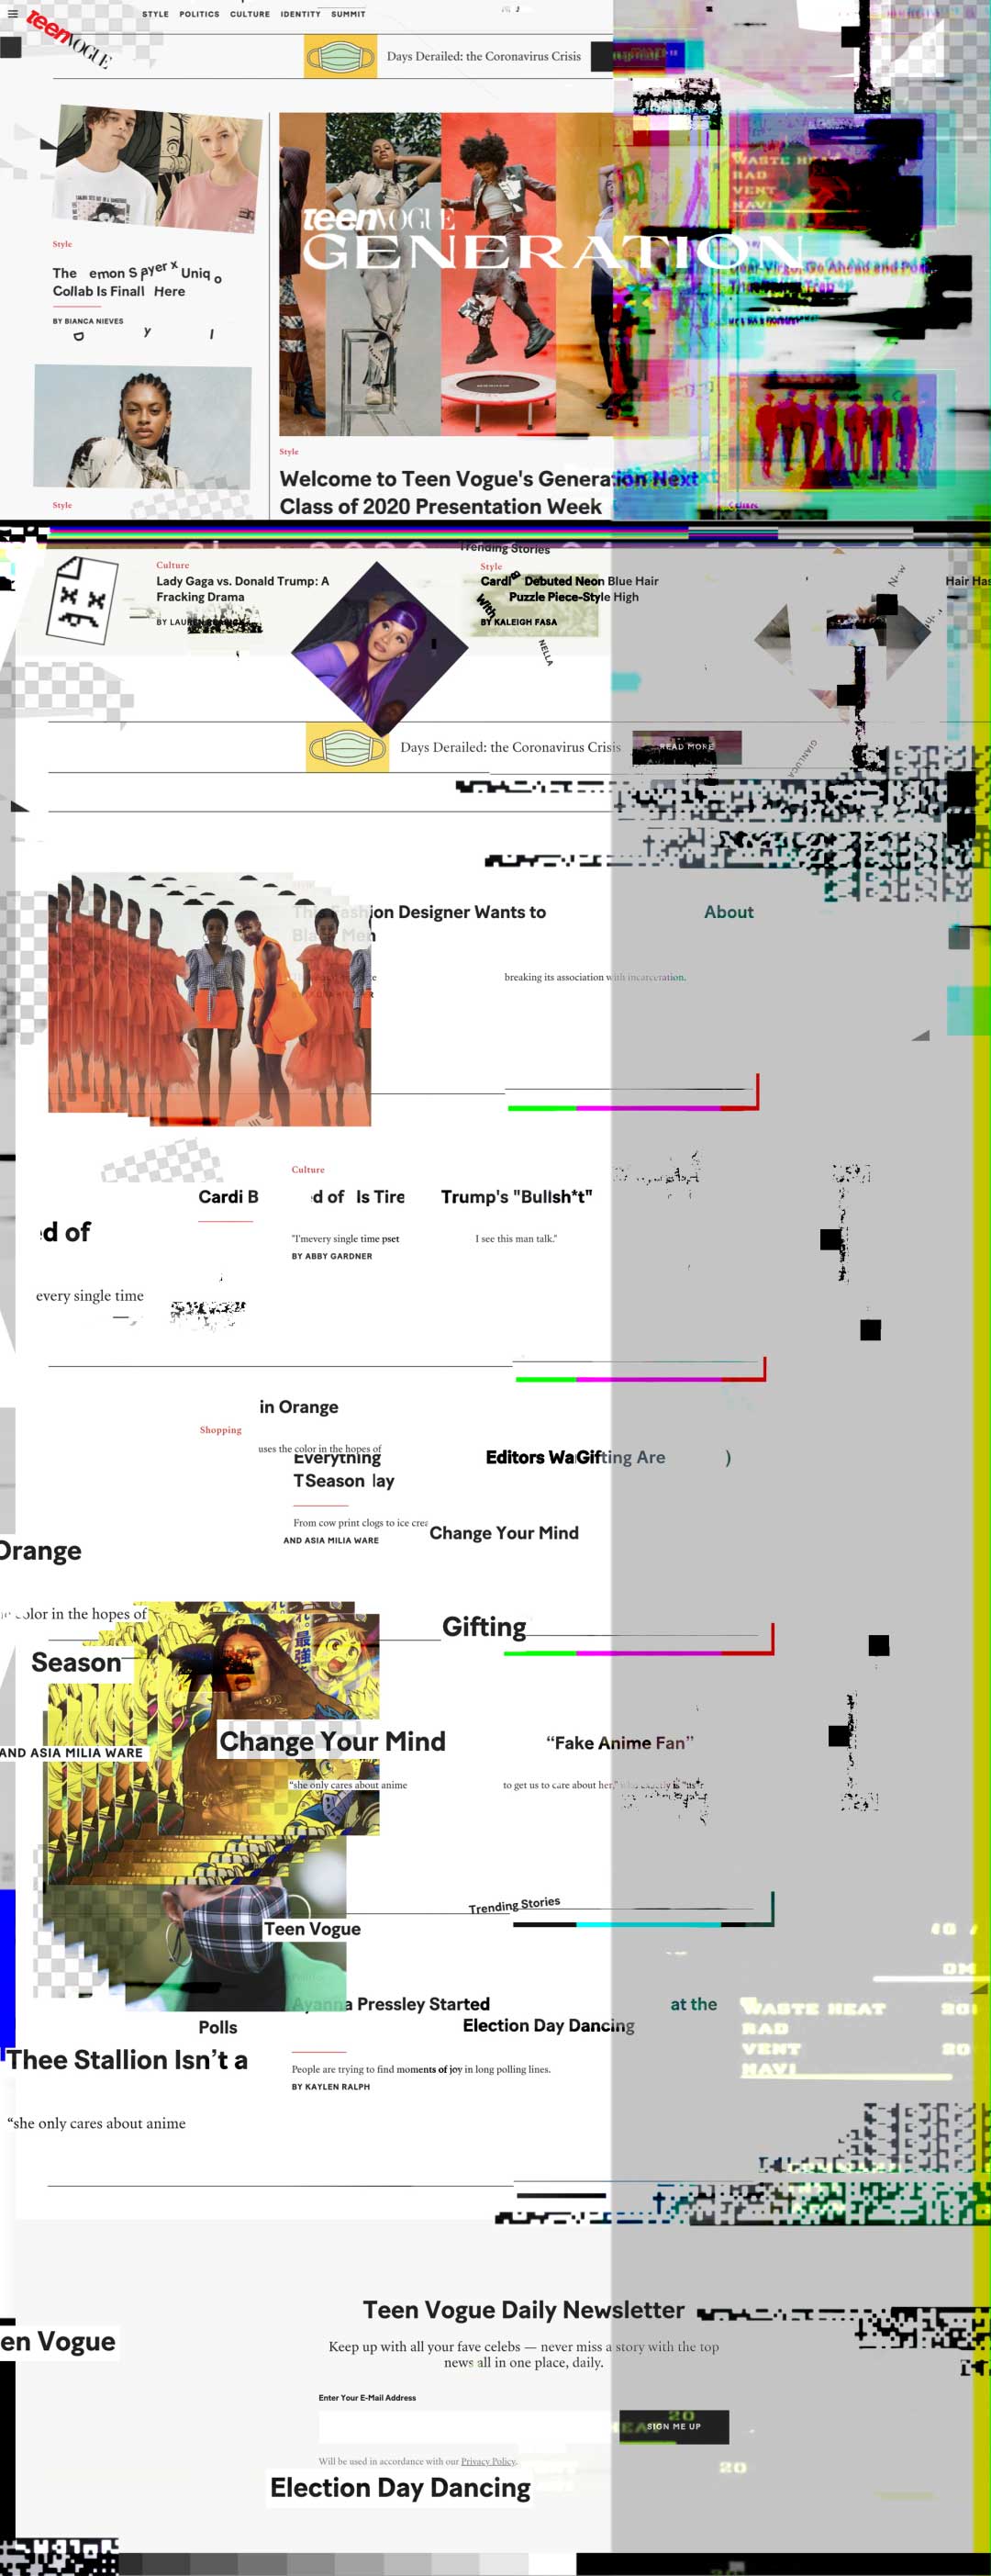 STYLE POLITICS CULTURE IDENTITY SUMMIT
teenVOGUE
Days Derailed: the Coronavirus Crisis
teenVOGUE
GENERATION
WASTE
RAD
VENT
NAVI
Style
The emon S ayer x Uniq o
Collab Is Finall Here
BY BIANCA NIEVES
D y l
Style
Welcome to Teen Vogue's Generation Next
Class of 2020 Presentation Week
Style
Trending Stories
Culture
Lady Gaga vs. Donald Trump: A
Fracking Drama
Style
Cardi B Debuted Neon Blue Hair
With Puzzle Piece-Style High
BY KALEIGH FASA
NELLA
Hair Has
GIANLUCA
Days Derailed: the Coronavirus Crisis
READ MORE
This Fashion Designer Wants to About
Black Men
breaking its association with incarceration.
Culture
Cardi B d of Is Tire Trump's "Bullsh*t"
d of
"I'mevery single time pset I see this man talk."
BY ABBY GARDNER
every single time
in Orange
Shopping
uses the color in the hopes of
Everything Editors WaGifting Are )
TSeason lay
From cow print clogs to ice crea
Change Your Mind
AND ASIA MILIA WARE
Orange
color in the hopes of
Gifting
Season
Change Your Mind
“Fake Anime Fan”
AND ASIA MILIA WARE
“she only cares about anime to get us to care about her,”
Trending Stories
Teen Vogue
Ayanna Pressley Started at the
Polls
Election Day Dancing
WASTE HEAT
RAD
VENT
NAVI
20
Thee Stallion Isn’t a
People are trying to find moments of joy in long polling lines.
BY KAYLEN RALPH
“she only cares about anime
Teen Vogue Daily Newsletter
en Vogue
Keep up with all your fave celebs — never miss a story with the top
news all in one place, daily.
Enter Your E-Mail Address
20
SIGN ME UP
Will be used in accordance with our Privacy Policy.
20
Election Day Dancing